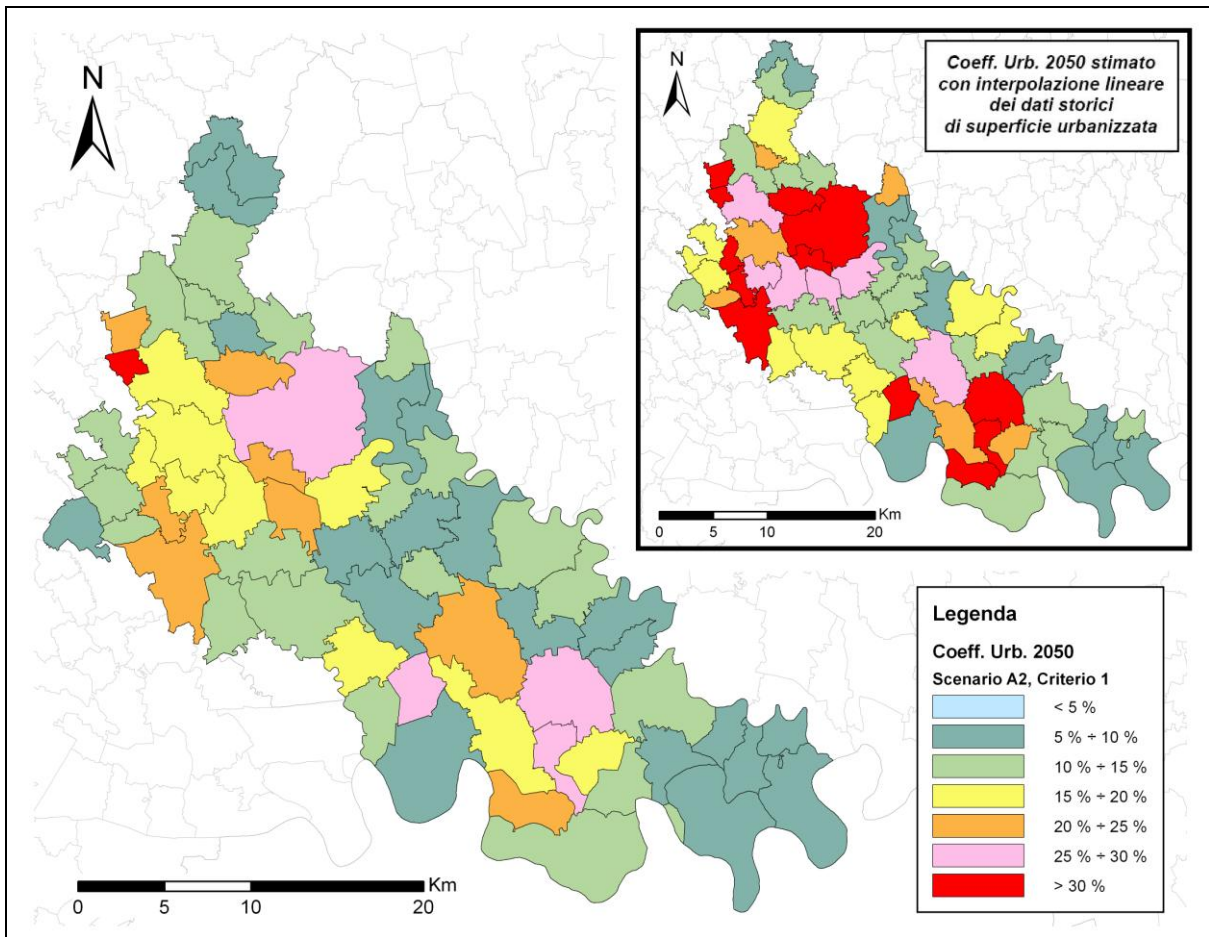 N
0
5
10
20
Km
N
Coeff. Urb. 2050 stimato
con interpolazione lineare
dei dati storici
di superficie urbanizzata
0
5
10
20
Km
Legenda
Coeff. Urb. 2050
Scenario A2, Criterio 1
< 5 %
5 % ÷ 10 %
10 % ÷ 15 %
15 % ÷ 20 %
20 % ÷ 25 %
25 % ÷ 30 %
> 30 %